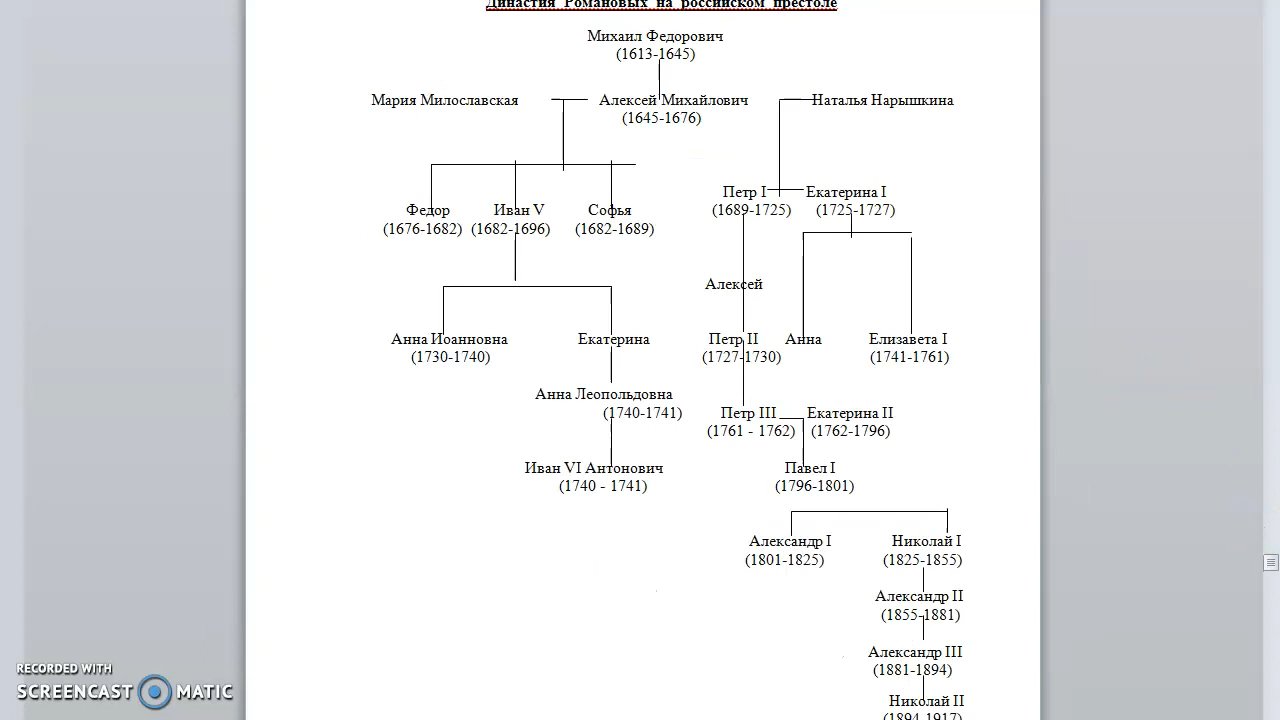 Династия Романовых на российском престоле
Михаил Федорович
(1613-1645)
Мария Милославская Алексей Михайлович Наталья Нарышкина
(1645-1676)
Петр I Екатерина I
(1689-1725) (1725-1727)
Федор Иван V Софья
(1676-1682) (1682-1696) (1682-1689)
Алексей
Анна Иоанновна Екатерина Петр II Анна Елизавета I
(1730-1740) (1727-1730) (1741-1761)
Анна Леопольдовна
(1740-1741)
Петр III Екатерина II
(1761 - 1762) (1762-1796)
Иван VI Антонович Павел I
(1740 - 1741) (1796-1801)
Александр I Николай I
(1801-1825) (1825-1855)
Александр II
(1855-1881)
Александр III
(1881-1894)
Николай II
(1894-1917)
RECORDED WITH
SCREENCAST MATIC